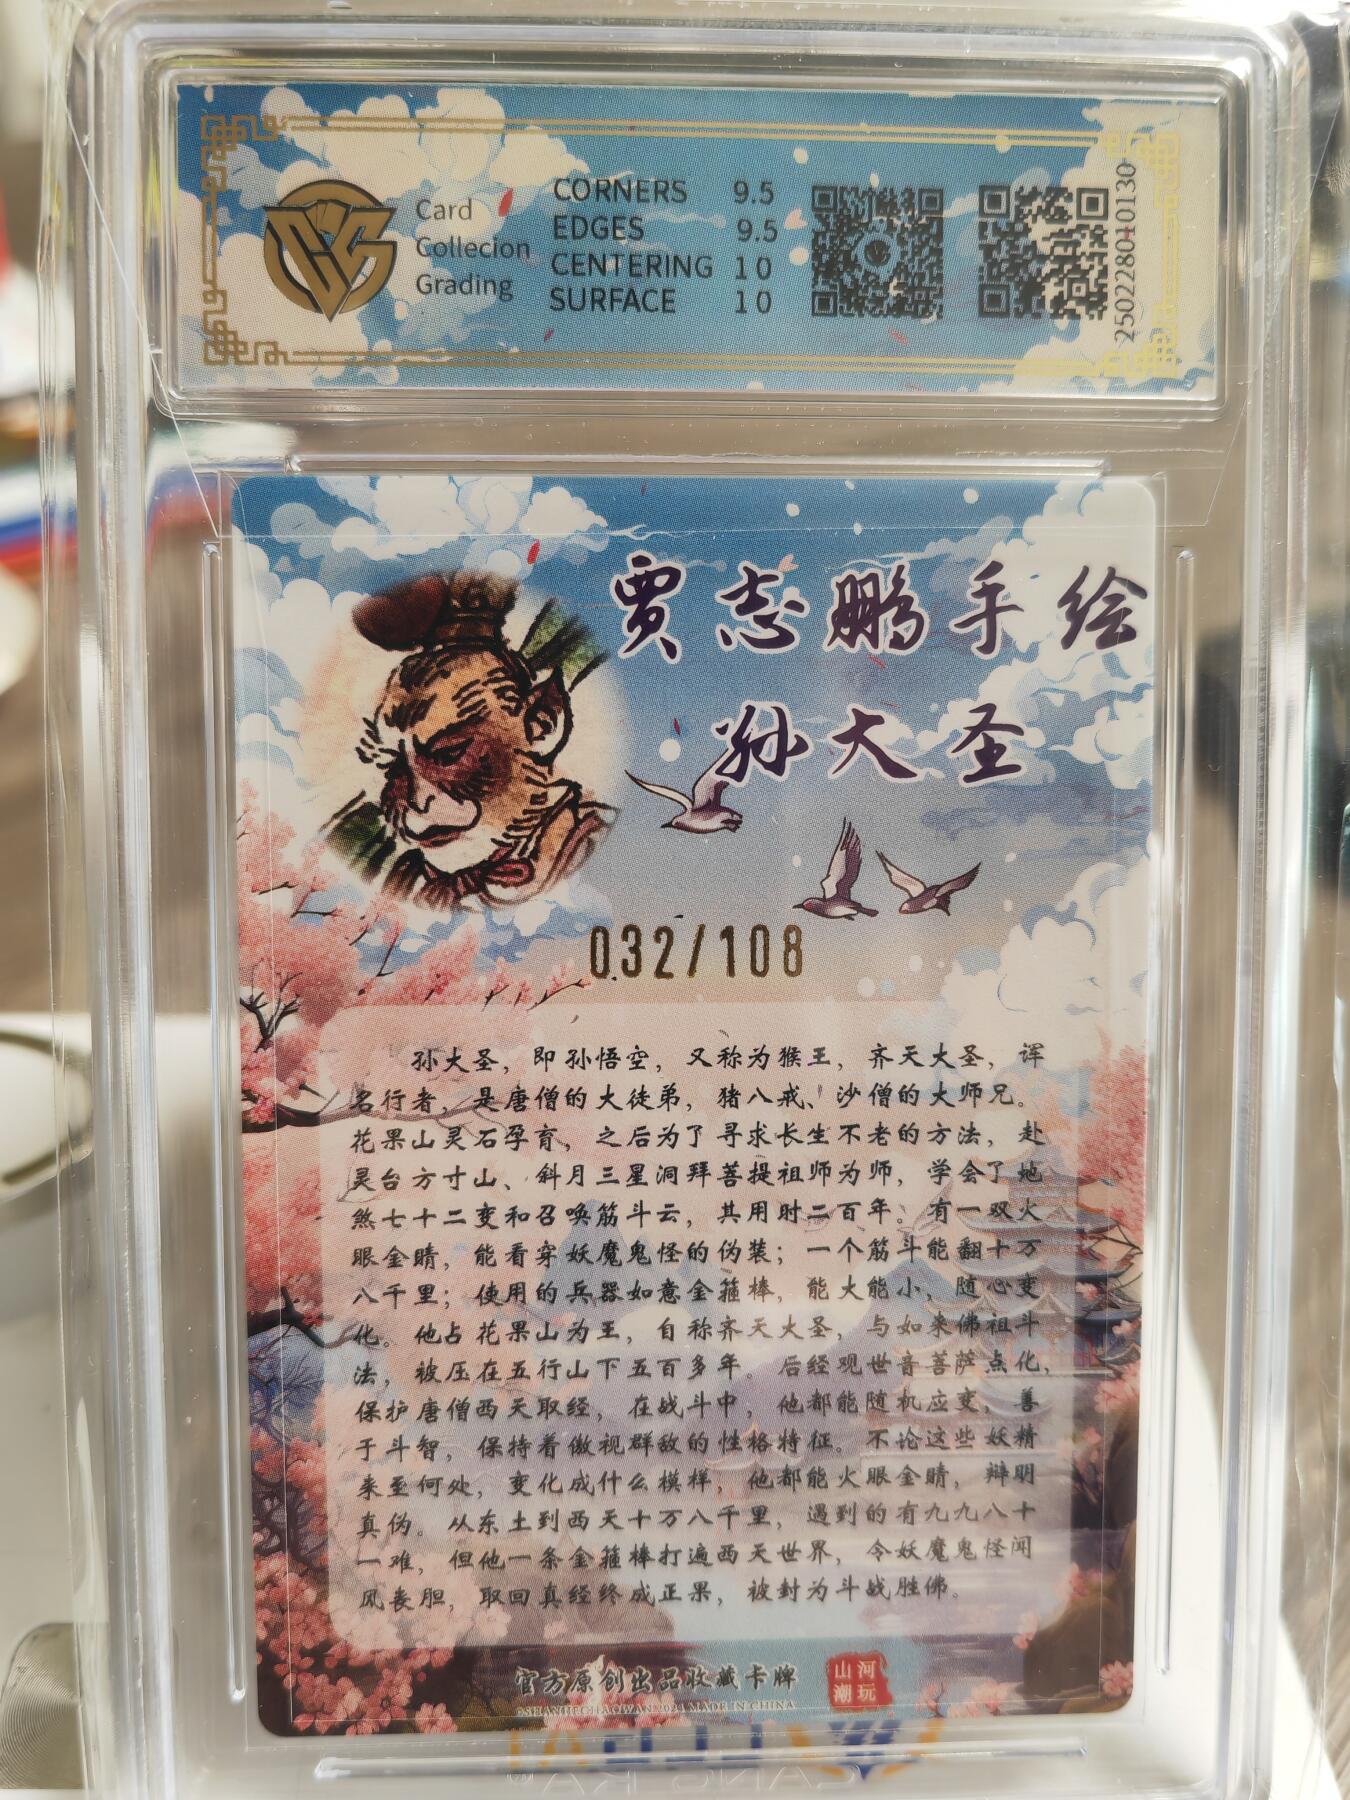 Card
Collecion
Grading
CORNERS 9.5
EDGES 9.5
CENTERING 10
SURFACE 10
2502228010130
贾志鹏手绘
孙大圣
032/108
孙大圣，即孙悟空，又称为猴王，齐天大圣，诨
名行者，是唐僧的大徒弟，猪八戒、沙僧的大师兄。
花果山灵石孕育，之后为了寻求长生不老的方法，赴
灵台方寸山、斜月三星洞拜菩提祖师为师，学会了地
煞七十二变和召唤筋斗云，其用时二百年。有一双火
眼金睛，能看穿妖魔鬼怪的伪装；一个筋斗能翻十万
八千里；使用的兵器如意金箍棒，能大能小，随心变
化。他占花果山为王，自称齐天大圣，与如来佛祖斗
法，被压在五行山下五百多年。后经观世音菩萨点化，
保护唐僧西天取经，在战斗中，他都能随机应变，善
于斗智，保持着傲视群敌的性格特征。不论这些妖精
来至何处，变化成什么模样，他都能火眼金睛，辩明
真伪。从东土到西天十万八千里，遇到的有九九八十
一难，但他一条金箍棒打遍西天世界，令妖魔鬼怪闻
风丧胆，取回真经终成正果，被封为斗战胜佛。
官方原创出品收藏卡牌
©SHANHECHAOWAN 2024 MADE IN CHINA
山河
潮玩